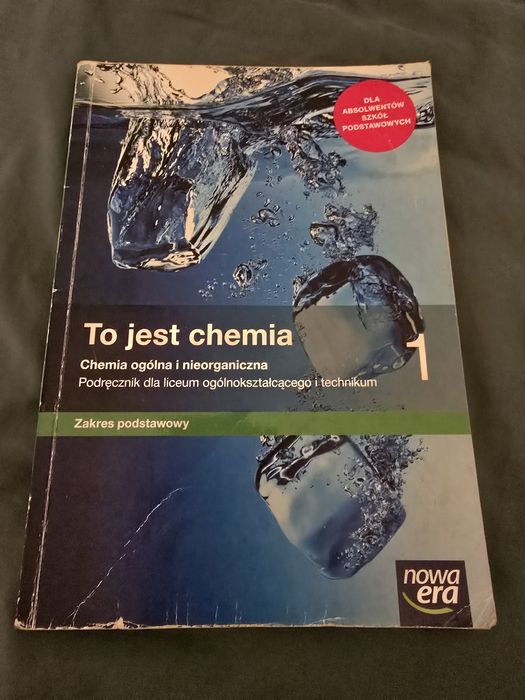 DLA
ABSOLWENTÓW
SZKÓŁ
PODSTAWOWYCH
To jest chemia
1
Chemia ogólna i nieorganiczna
Podręcznik dla liceum ogólnokształcącego i technikum
Zakres podstawowy
nowa
era